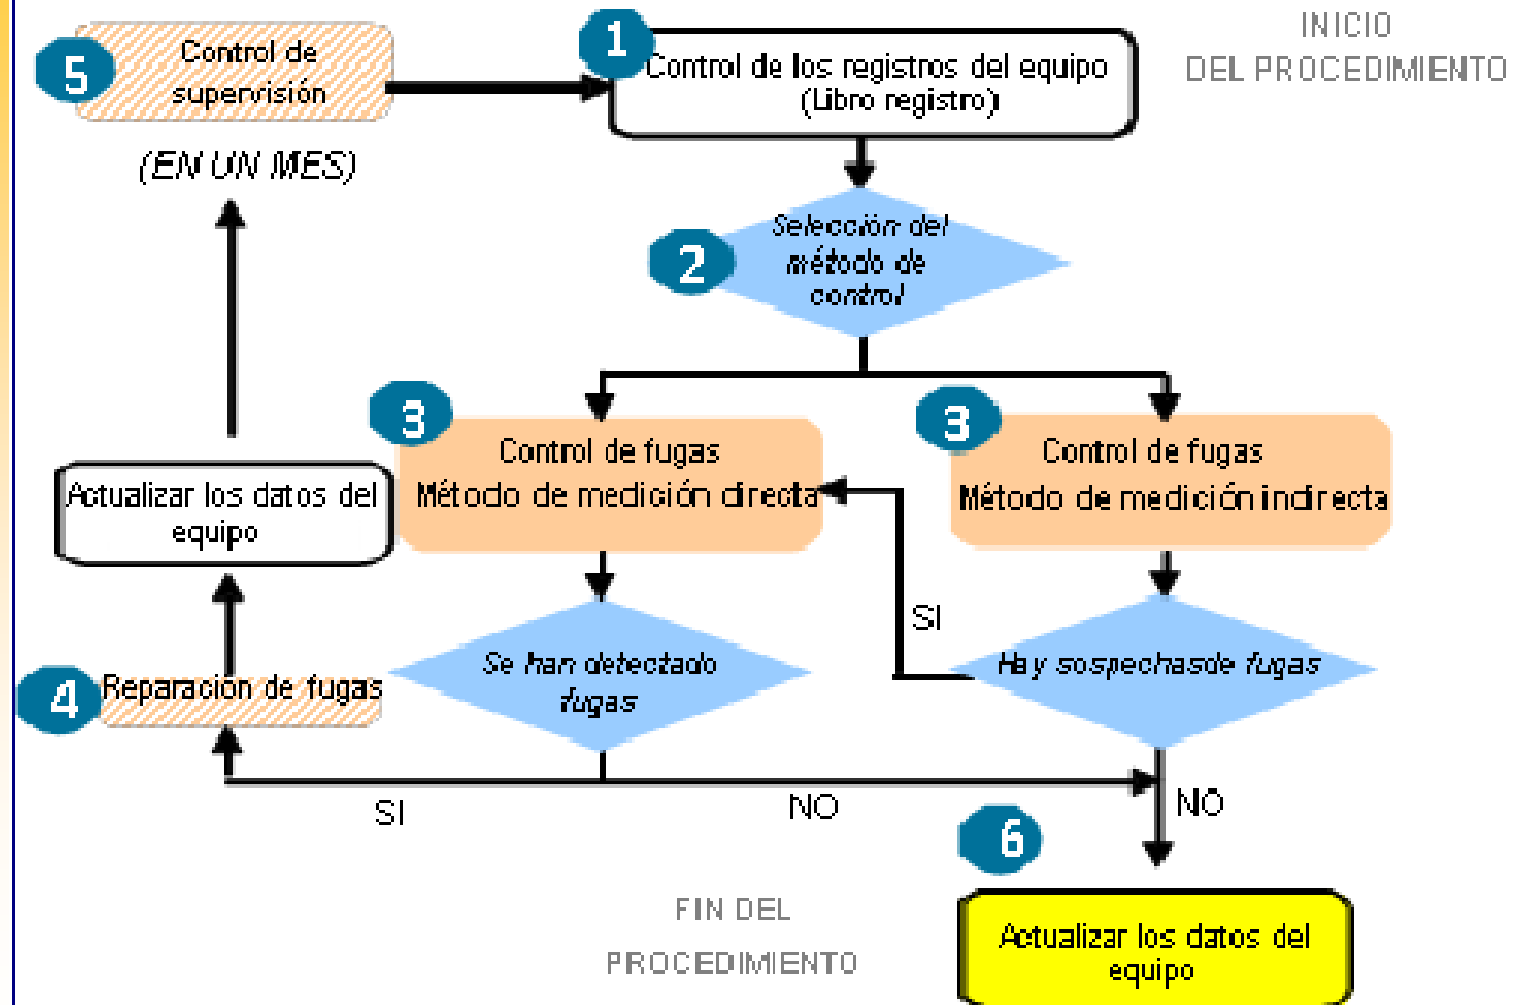 INICIO
DEL PROCEDIMIENTO
1
Control de los registros del equipo
(Libro registro)
5
Control de
supervisión
(EN UN MES)
2
Selección del
método de
control
3
Control de fugas
Método de medición directa
3
Control de fugas
Método de medición indirecta
Actualizar los datos del
equipo
SI
Se han detectado
fugas
Hay sospechasde fugas
4
Reparación de fugas
SI
NO
NO
6
FIN DEL
PROCEDIMIENTO
Actualizar los datos del
equipo